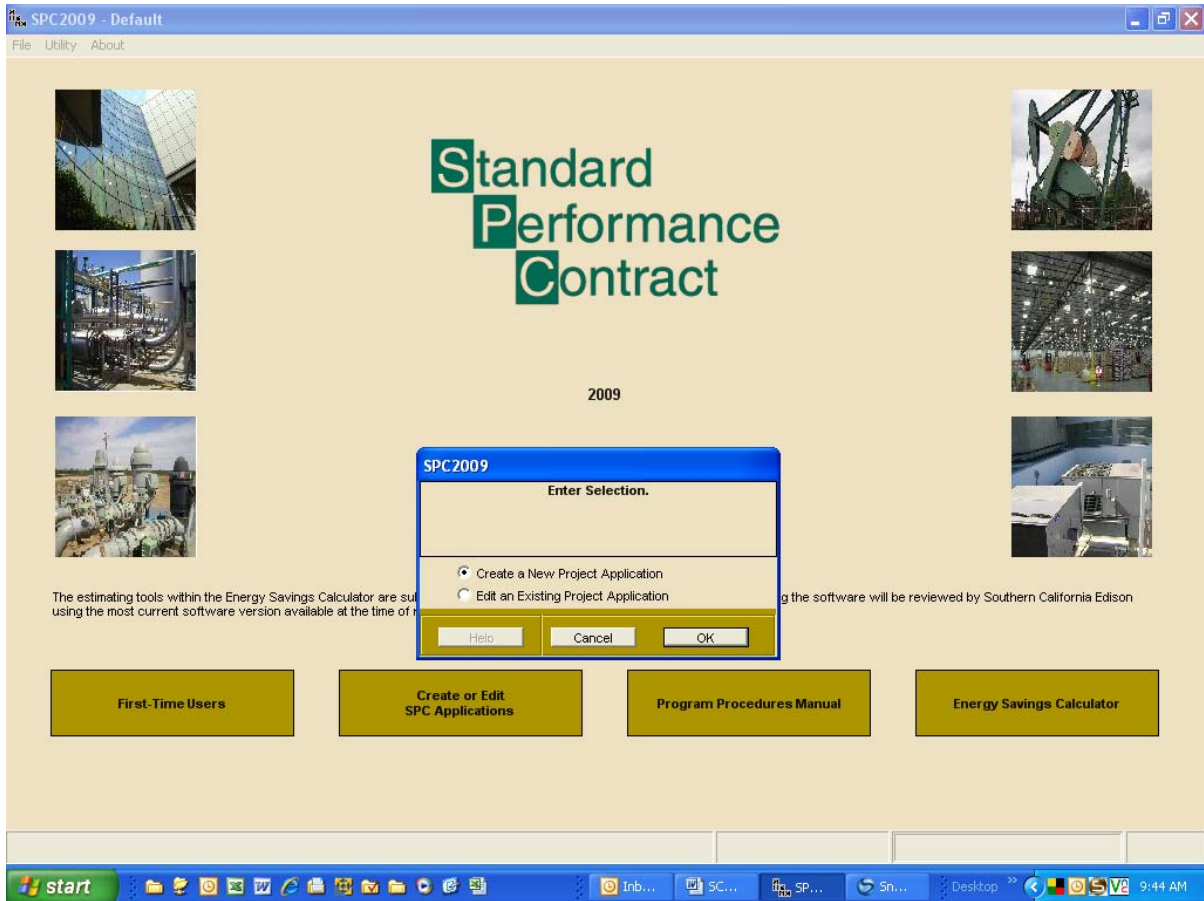 SPC2009 - Default
File Utility About
Standard
Performance
Contract
2009
SPC2009
Enter Selection.
Create a New Project Application
Edit an Existing Project Application
Help Cancel OK
The estimating tools within the Energy Savings Calculator are g the software will be reviewed by Southern California Edison
using the most current software version available at the time of
First-Time Users
Create or Edit
SPC Applications
Program Procedures Manual
Energy Savings Calculator
start Inb... SC... SP... Sn... Desktop » 9:44 AM